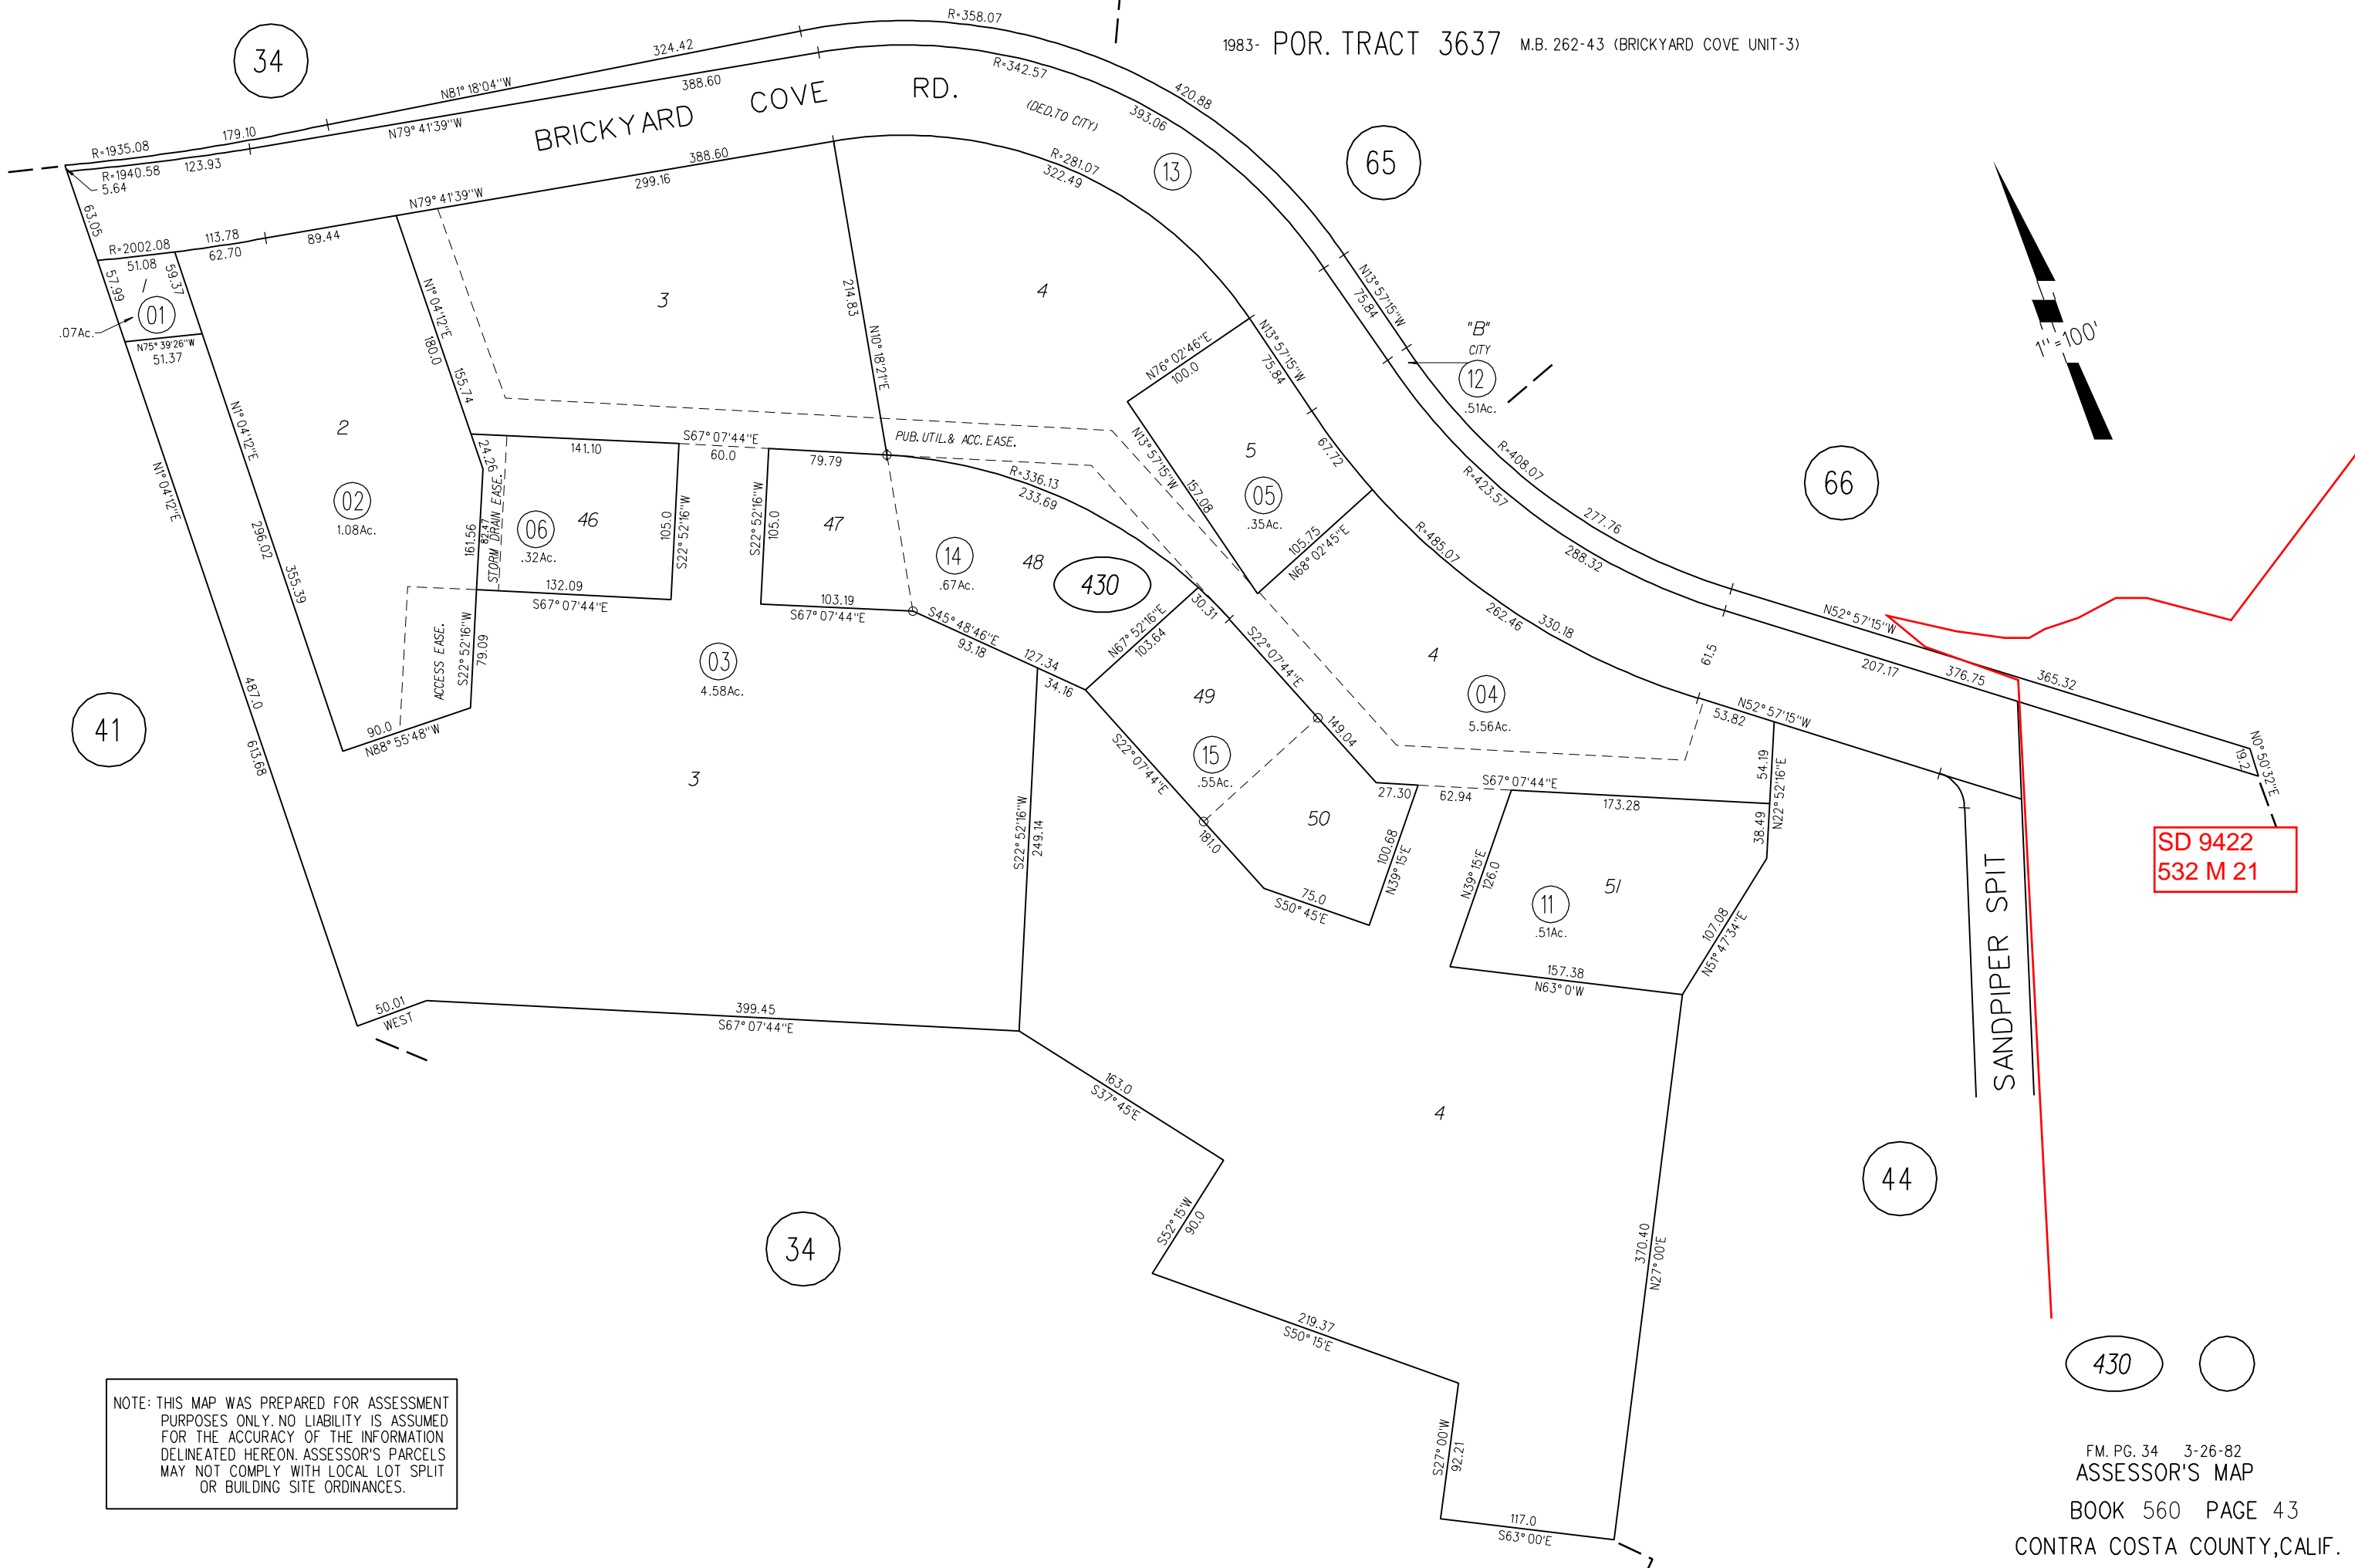 1983- POR. TRACT 3637 M.B. 262-43 (BRICKYARD COVE UNIT-3)
34
R=358.07
324.42
N81° 18'04"W
388.60
R=342.57
420.88
393.06
BRICKYARD COVE RD.
(DED.TO CITY)
13
65
R=1935.08
179.10
N79° 41'39"W
R=1940.58
123.93
5.64
63.05
388.60
299.16
N79° 41'39"W
R=281.07
322.49
R=2002.08
113.78
51.08
62.70
89.44
57.99
59.37
1
01
.07Ac.
N75° 39'26"W
51.37
N1° 04'12"E
180.0
155.74
3
214.83
N10° 18'21"E
4
N13° 57'15"W
75.84
N13° 57'15"W
75.84
N76° 02'46"E
100.0
"B"
CITY
12
.51Ac.
1"=100'
66
2
02
1.08Ac.
N1° 04'12"E
296.02
355.39
N1° 04'12"E
487.0
613.68
24.26
141.10
S67° 07'44"E
60.0
79.79
PUB. UTIL.& ACC. EASE.
R=336.13
233.69
N13° 57'15"W
157.08
5
05
.35Ac.
67.72
105.75
N68° 02'45"E
R=408.07
R=423.57
277.76
288.32
R=485.07
262.46
330.18
161.56
82.47
STORM DRAIN EASE.
06
.32Ac.
46
105.0
S22° 52'16"W
S22° 52'16"W
105.0
47
14
.67Ac.
48
430
132.09
S67° 07'44"E
103.19
S67° 07'44"E
S45° 48'46"E
93.18
127.34
34.16
N67° 52'16"E
103.64
30.31
S22° 07'44"E
149.04
ACCESS EASE.
S22° 52'16"W
79.09
90.0
N88° 55'48"W
03
4.58Ac.
3
49
15
.55Ac.
S22° 07'44"E
181.0
50
4
04
5.56Ac.
61.5
N52° 57'15"W
207.17
376.75
365.32
N52° 57'15"W
53.82
N0° 50'32"E
19.2
41
S67° 07'44"E
27.30
62.94
173.28
54.19
N22° 52'16"E
38.49
100.68
N39° 15'E
75.0
S50° 45'E
N39° 15'E
126.0
51
11
.51Ac.
107.08
N51° 47'34"E
157.38
N63° 0'W
SD 9422
532 M 21
SANDPIPER SPIT
S22° 52'16"W
249.14
50.01
WEST
399.45
S67° 07'44"E
163.0
S37° 45'E
4
44
34
S52° 15'W
90.0
219.37
S50° 15'E
370.40
N27° 00'E
S27° 00'W
92.21
117.0
S63° 00'E
430
NOTE: THIS MAP WAS PREPARED FOR ASSESSMENT
PURPOSES ONLY. NO LIABILITY IS ASSUMED
FOR THE ACCURACY OF THE INFORMATION
DELINEATED HEREON. ASSESSOR'S PARCELS
MAY NOT COMPLY WITH LOCAL LOT SPLIT
OR BUILDING SITE ORDINANCES.
FM. PG. 34 3-26-82
ASSESSOR'S MAP
BOOK 560 PAGE 43
CONTRA COSTA COUNTY,CALIF.